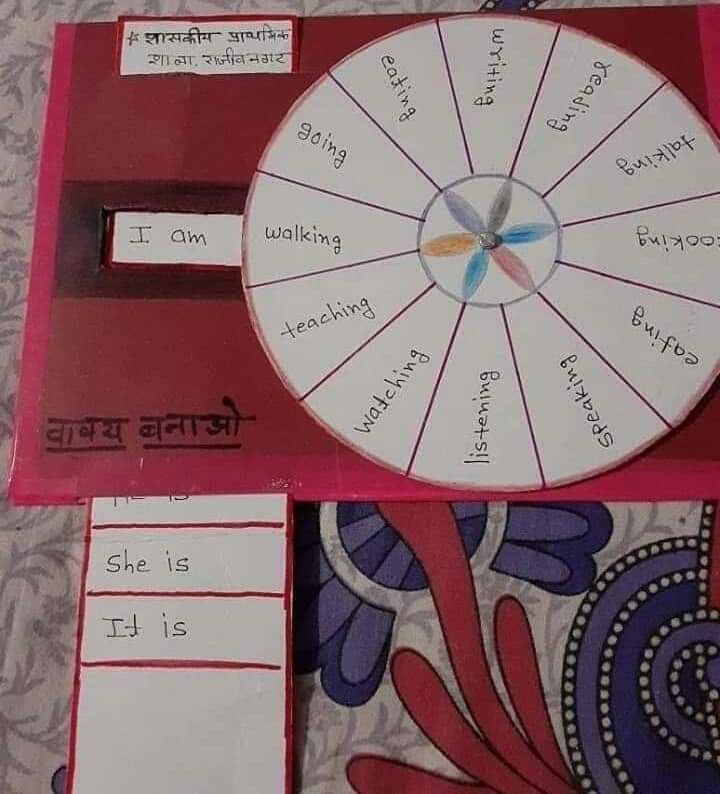 ☆ शासकीय प्राथमिक
शाला, राजीव नगर
I am
walking
going
eating
writing
reading
talking
cooking
eating
speaking
listening
watching
teaching
वाक्य बनाओ
She is
It is